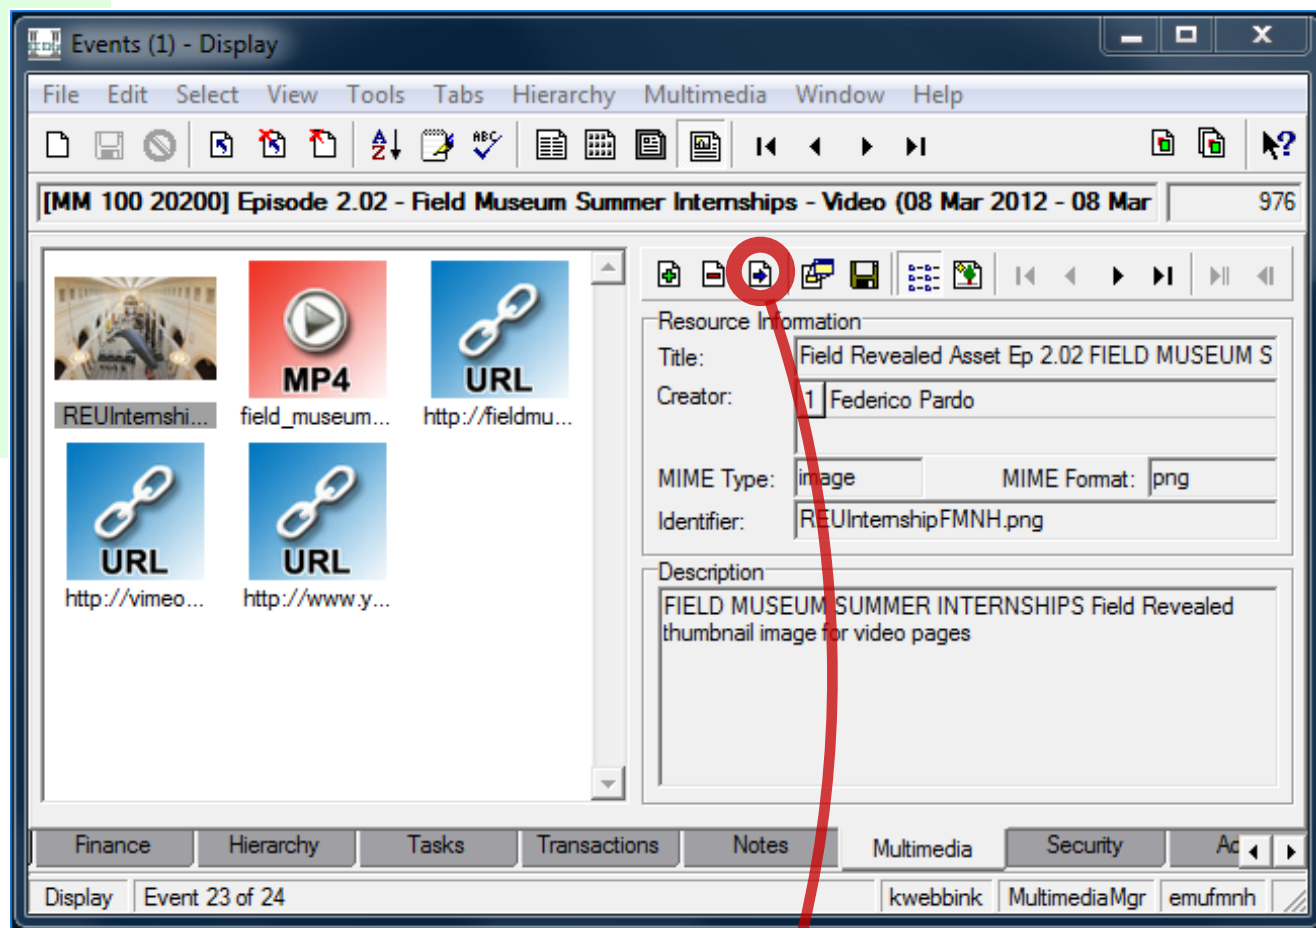 Events (1) - Display
File Edit Select View Tools Tabs Hierarchy Multimedia Window Help
[MM 100 20200] Episode 2.02 - Field Museum Summer Internships - Video (08 Mar 2012 - 08 Mar
976
REUInternshi...
MP4
field_museum...
URL
http://fieldmu...
URL
http://vimeo...
URL
http://www.y...
Resource Information
Title: Field Revealed Asset Ep 2.02 FIELD MUSEUM S
Creator: 1 Federico Pardo
MIME Type: image MIME Format: png
Identifier: REUInternshipFMNH.png
Description
FIELD MUSEUM SUMMER INTERNSHIPS Field Revealed
thumbnail image for video pages
Finance Hierarchy Tasks Transactions Notes Multimedia Security Ad
Display Event 23 of 24 kwebbink MultimediaMgr emufmnh